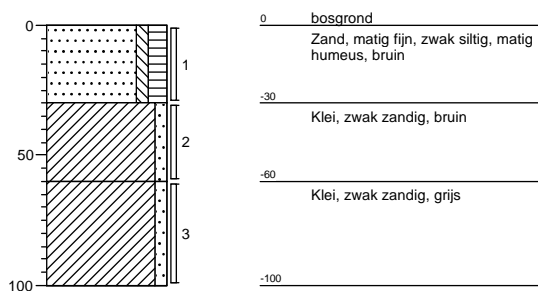 0
50
100
1
2
3
0 bosgrond
Zand, matig fijn, zwak siltig, matig
humeus, bruin
-30
Klei, zwak zandig, bruin
-60
Klei, zwak zandig, grijs
-100